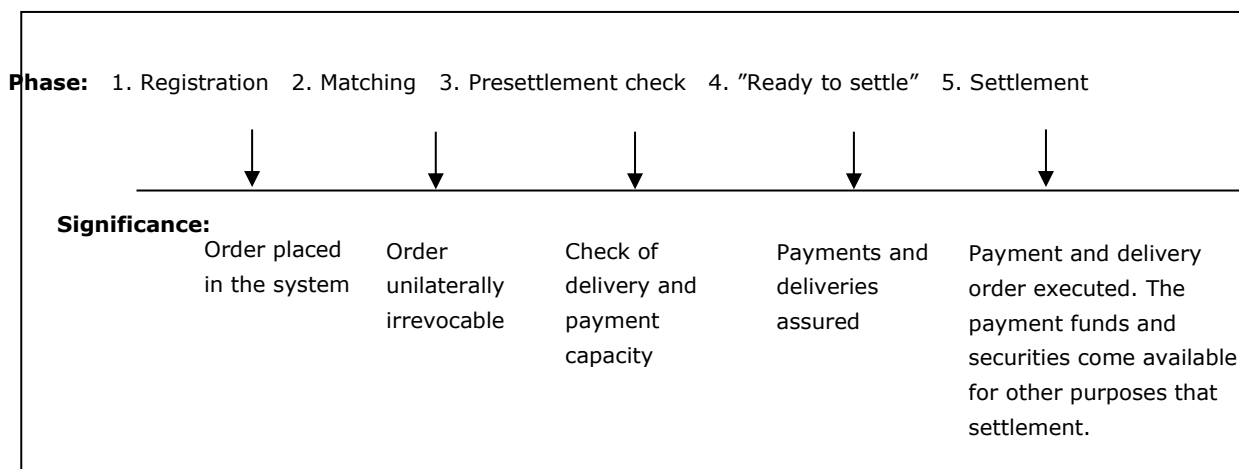 Phase: 1. Registration 2. Matching 3. Presettlement check 4. ”Ready to settle” 5. Settlement
Significance:
Order placed
in the system
Order
unilaterally
irrevocable
Check of
delivery and
payment
capacity
Payments and
deliveries
assured
Payment and delivery
order executed. The
payment funds and
securities come available
for other purposes that
settlement.